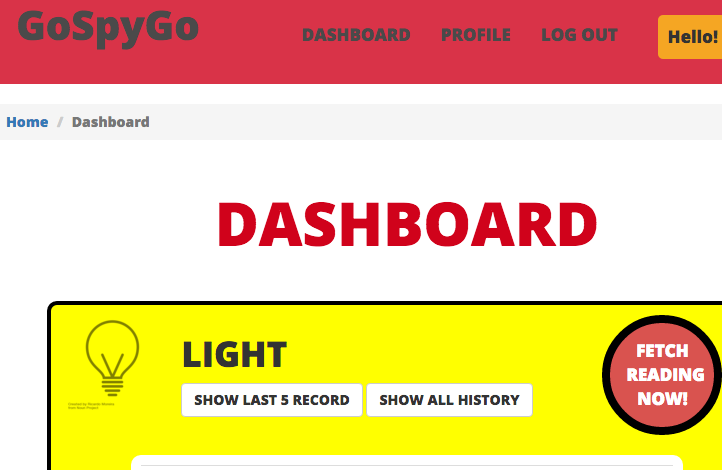 GoSpyGo
DASHBOARD PROFILE LOG OUT Hello!
Home / Dashboard
DASHBOARD
LIGHT
SHOW LAST 5 RECORD SHOW ALL HISTORY
FETCH
READING
NOW!